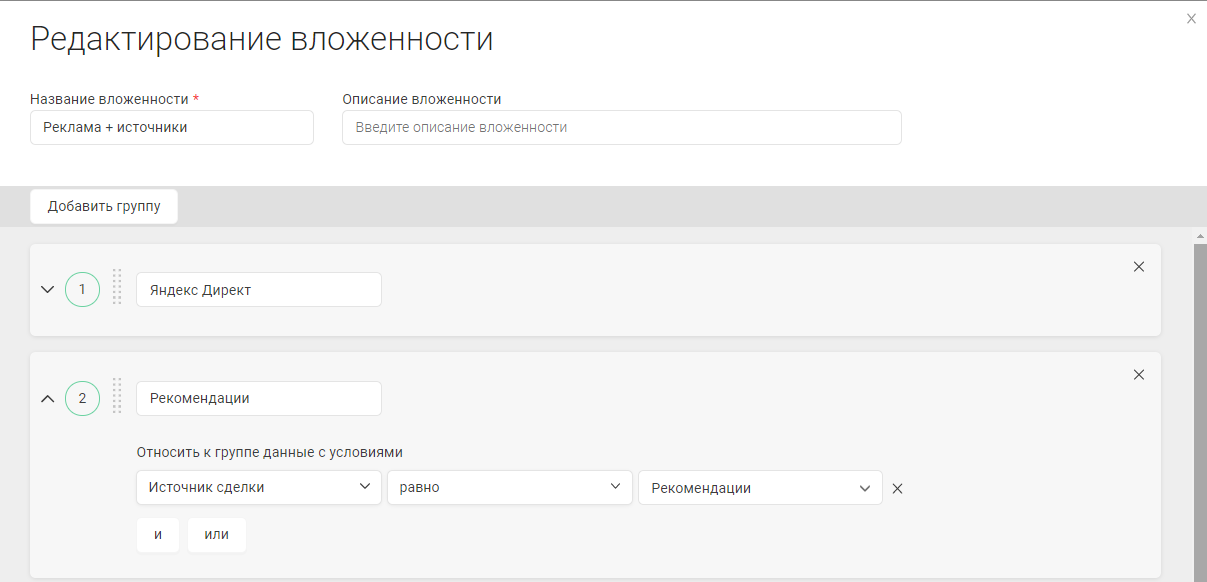 X
Редактирование вложенности
Название вложенности * Описание вложенности
Реклама + источники Введите описание вложенности
Добавить группу
1 Яндекс Директ
2 Рекомендации
Относить к группе данные с условиями
Источник сделки равно Рекомендации
и или